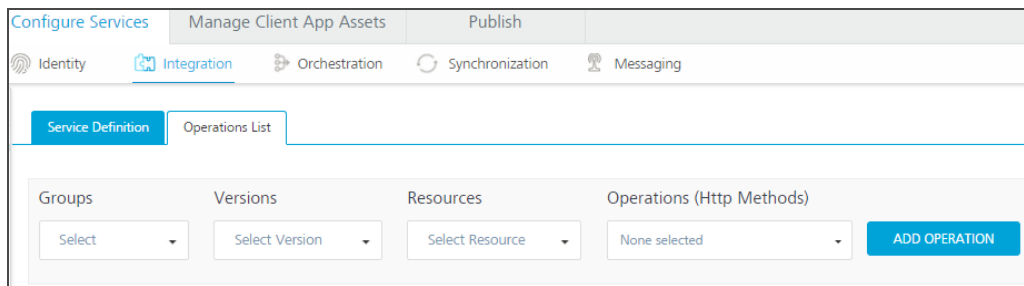 Configure Services Manage Client App Assets Publish
Identity Integration Orchestration Synchronization Messaging
Service Definition Operations List
Groups Versions Resources Operations (Http Methods)
Select Select Version Select Resource None selected ADD OPERATION